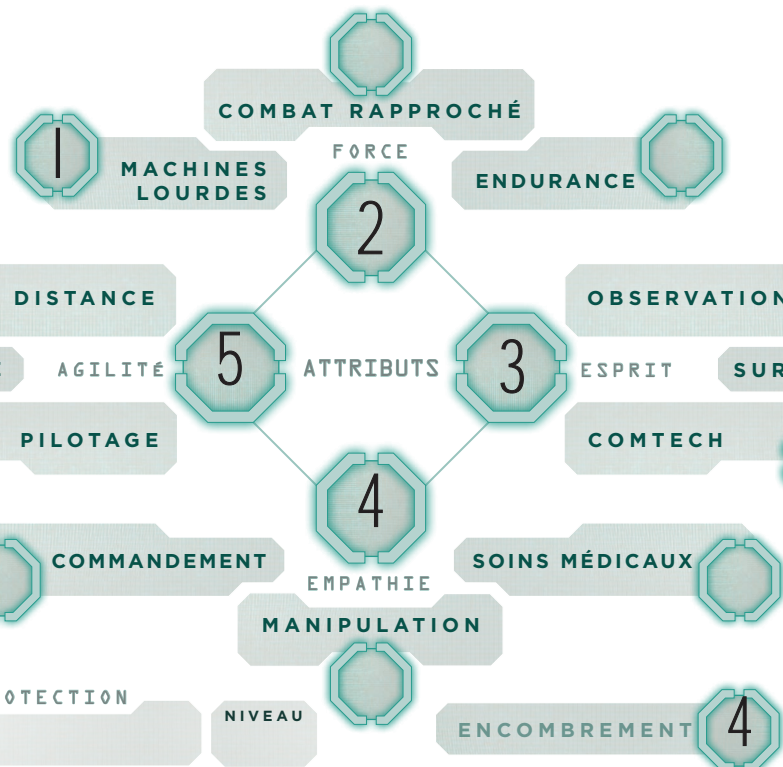 COMBAT RAPPROCHÉ
FORCE
1
MACHINES
LOURDES
ENDURANCE
2
DISTANCE
OBSERVATION
AGILITÉ
5
ATTRIBUTS
3
ESPRIT
SUR
PILOTAGE
COMTECH
4
COMMANDEMENT
SOINS MÉDICAUX
EMPATHIE
MANIPULATION
OTECTION
NIVEAU
ENCOMBREMENT
4